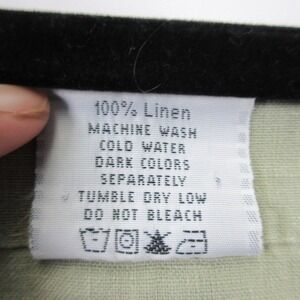 100% Linen
MACHINE WASH
COLD WATER
DARK COLORS
SEPARATELY
TUMBLE DRY LOW
DO NOT BLEACH